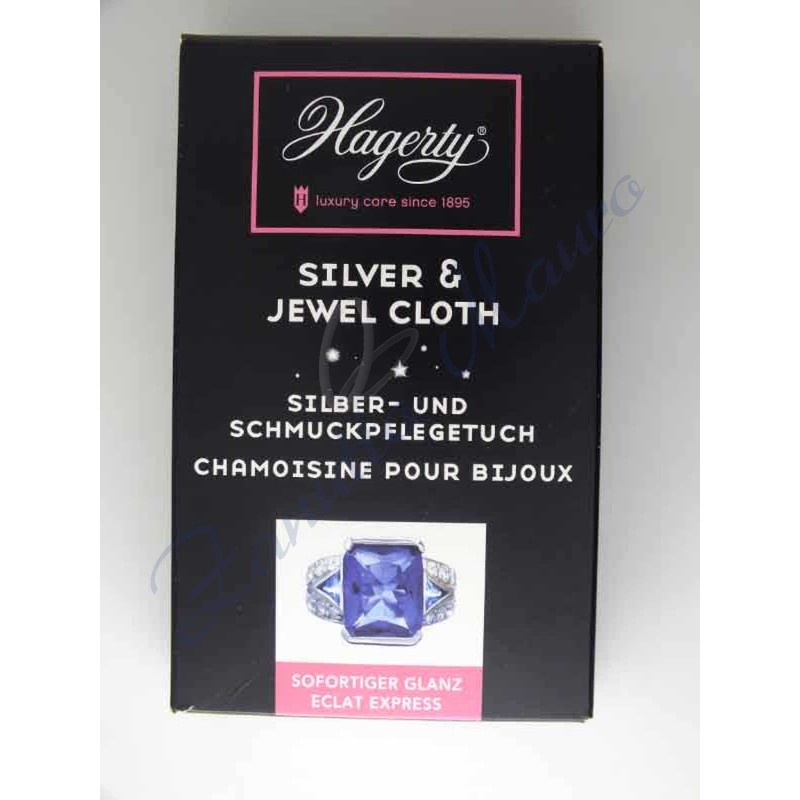 Hagerty®
H luxury care since 1895
SILVER &
JEWEL CLOTH
SILBER- UND
SCHMUCKPFLEGETUCH
CHAMOISINE POUR BIJOUX
SOFORTIGER GLANZ
ECLAT EXPRESS